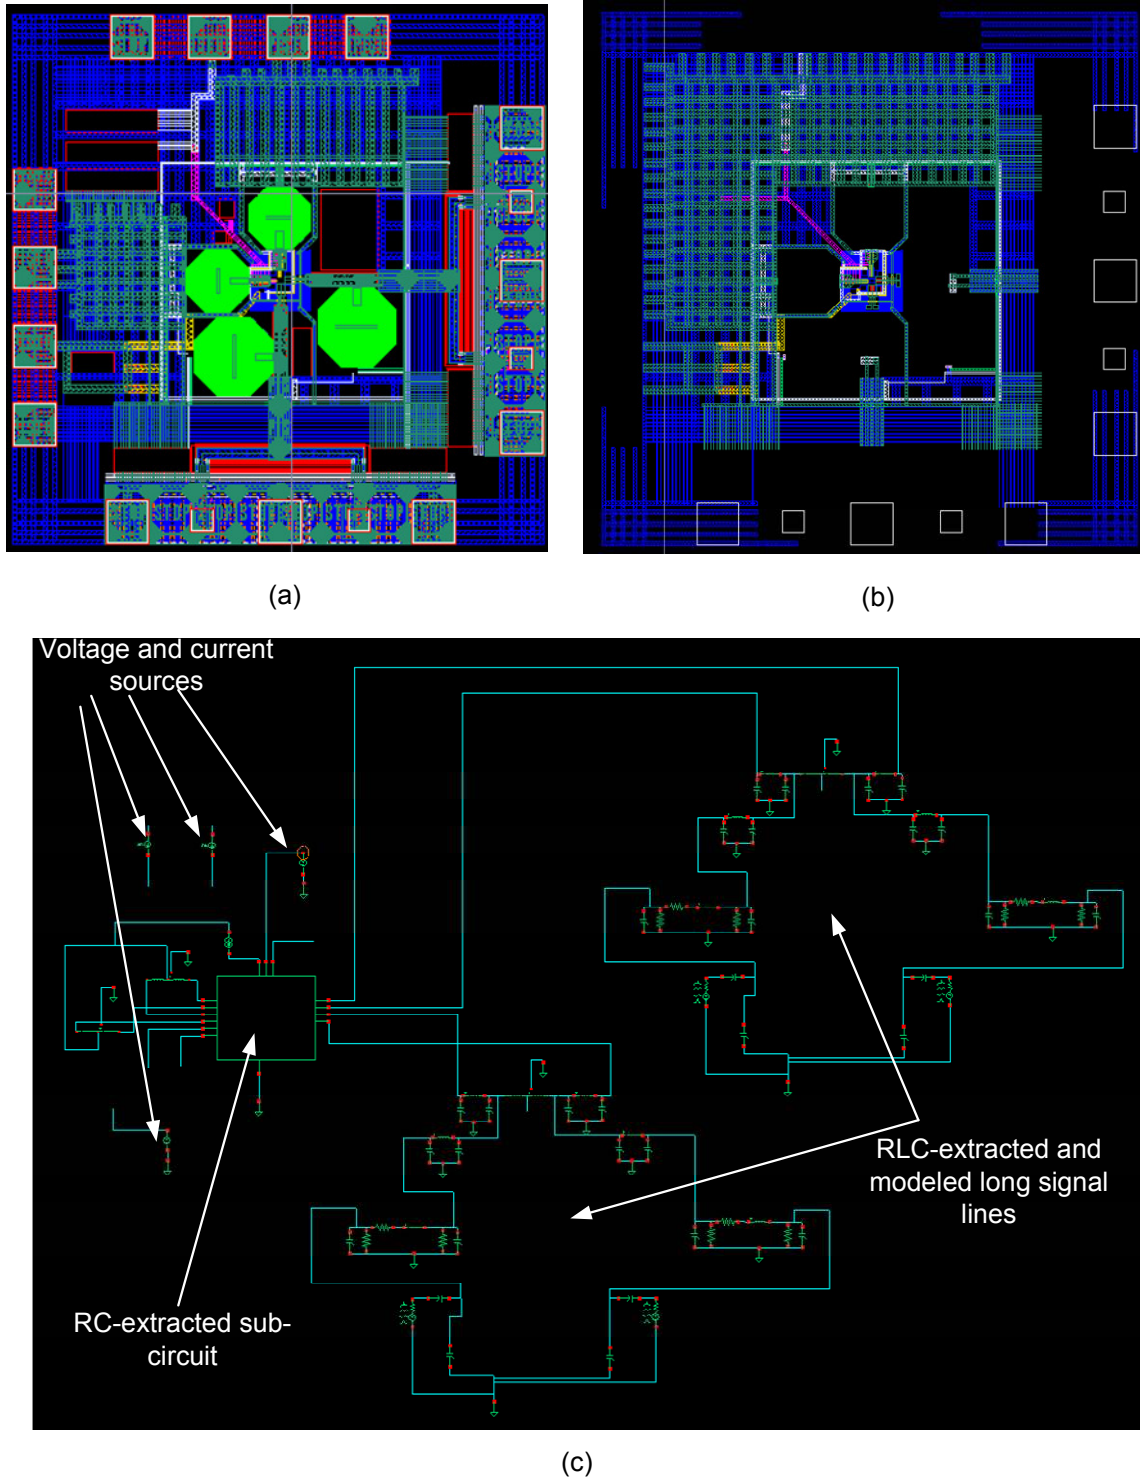 (a)
(b)
Voltage and current
sources
RLC-extracted and
modeled long signal
lines
RC-extracted sub-
circuit
(c)